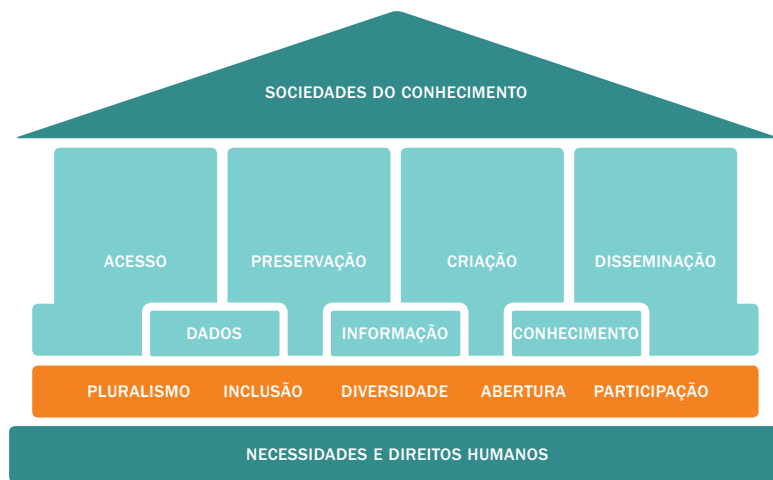 SOCIEDADES DO CONHECIMENTO
ACESSO PRESERVAÇÃO CRIAÇÃO DISSEMINAÇÃO
DADOS INFORMAÇÃO CONHECIMENTO
PLURALISMO INCLUSÃO DIVERSIDADE ABERTURA PARTICIPAÇÃO
NECESSIDADES E DIREITOS HUMANOS